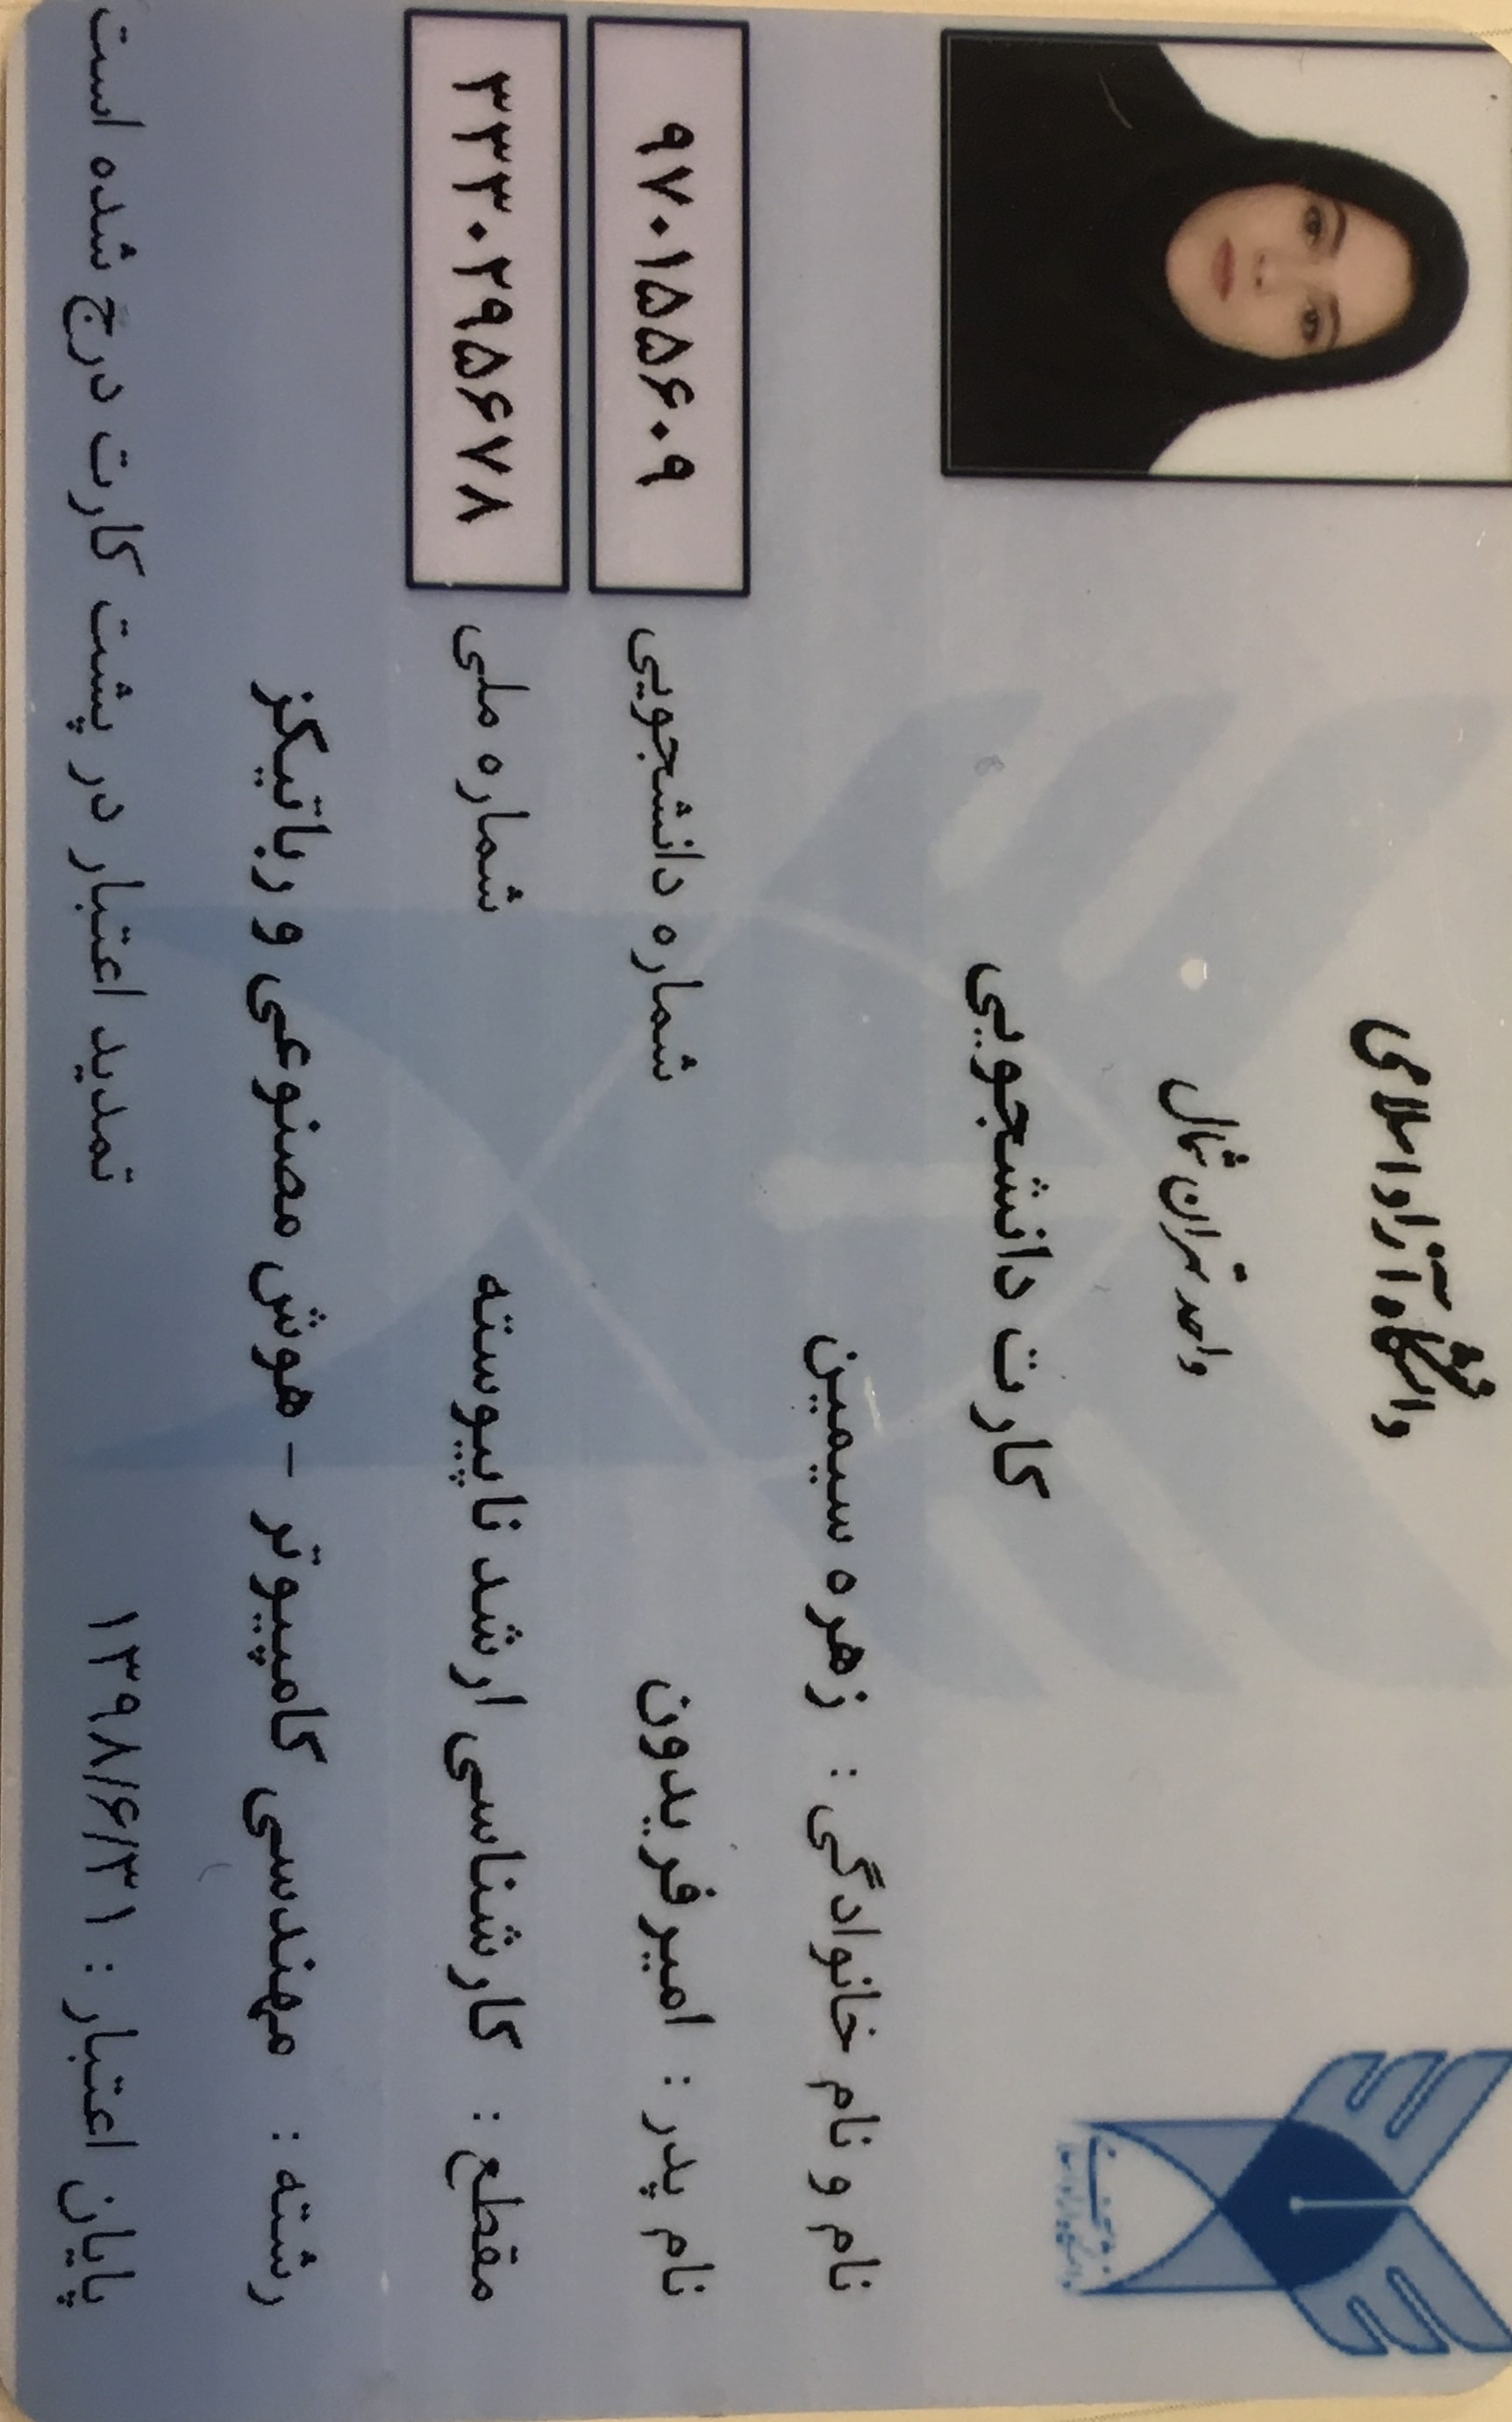 دانشگاه آزاد اسلامی
واحد تهران شمال
کارت دانشجویی
نام و نام خانوادگی : زهره سیمین
نام پدر : امیرفریدون
شماره دانشجویی ۹۷۰۱۵۵۶۰۹
مقطع : کارشناسی ارشد ناپیوسته
شماره ملی ۳۳۳۰۲۹۵۶۷۸
رشته : مهندسی کامپیوتر - هوش مصنوعی و رباتیکز
پایان اعتبار : ۱۳۹۸/۶/۳۱ تمدید اعتبار در پشت کارت درج شده است